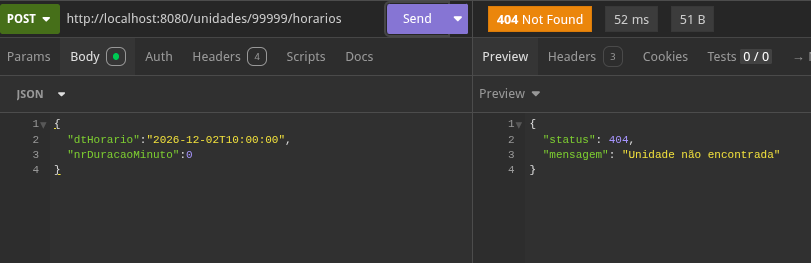 POST http://localhost:8080/unidades/99999/horarios Send 404 Not Found 52 ms 51 B
Params Body Auth Headers 4 Scripts Docs Preview Headers 3 Cookies Tests 0 / 0 →
JSON Preview
1 {
2 "dtHorario":"2026-12-02T10:00:00",
3 "nrDuracaoMinuto":0
4 }
1 {
2 "status": 404,
3 "mensagem": "Unidade não encontrada"
4 }